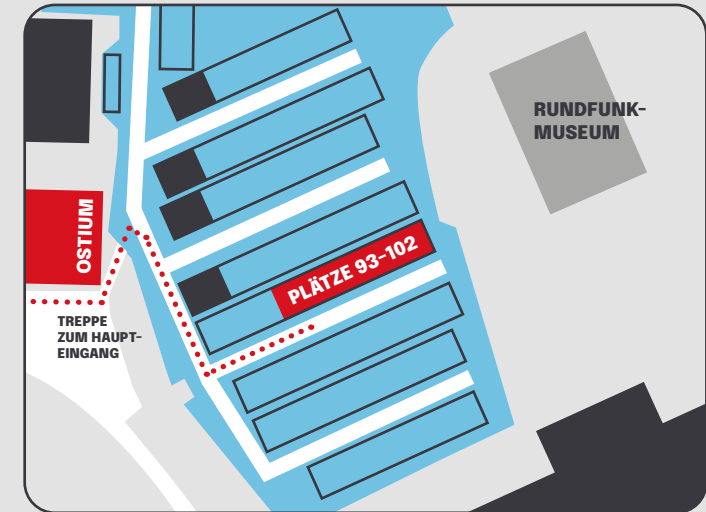 RUNDFUNK-
MUSEUM
OSTIUM
PLÄTZE 93-102
TREPPE
ZUM HAUPT-
EINGANG